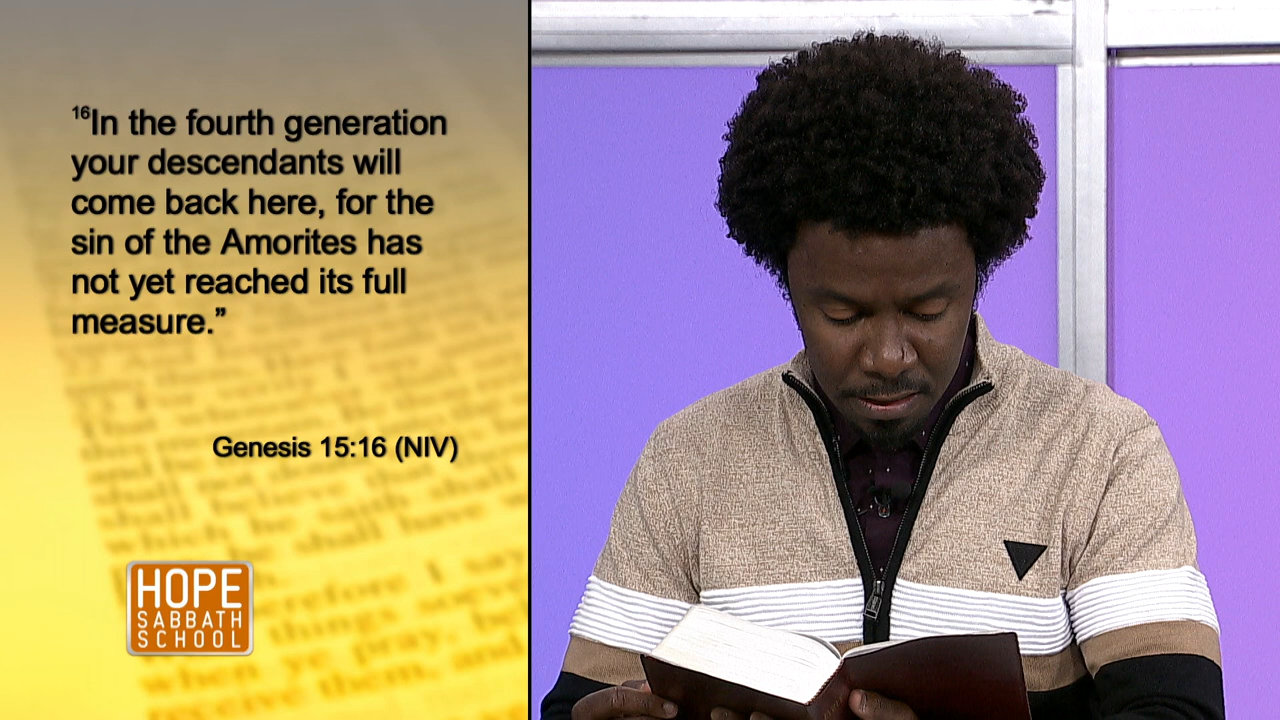 ¹⁶In the fourth generation
your descendants will
come back here, for the
sin of the Amorites has
not yet reached its full
measure.”
Genesis 15:16 (NIV)
HOPE
SABBATH
SCHOOL